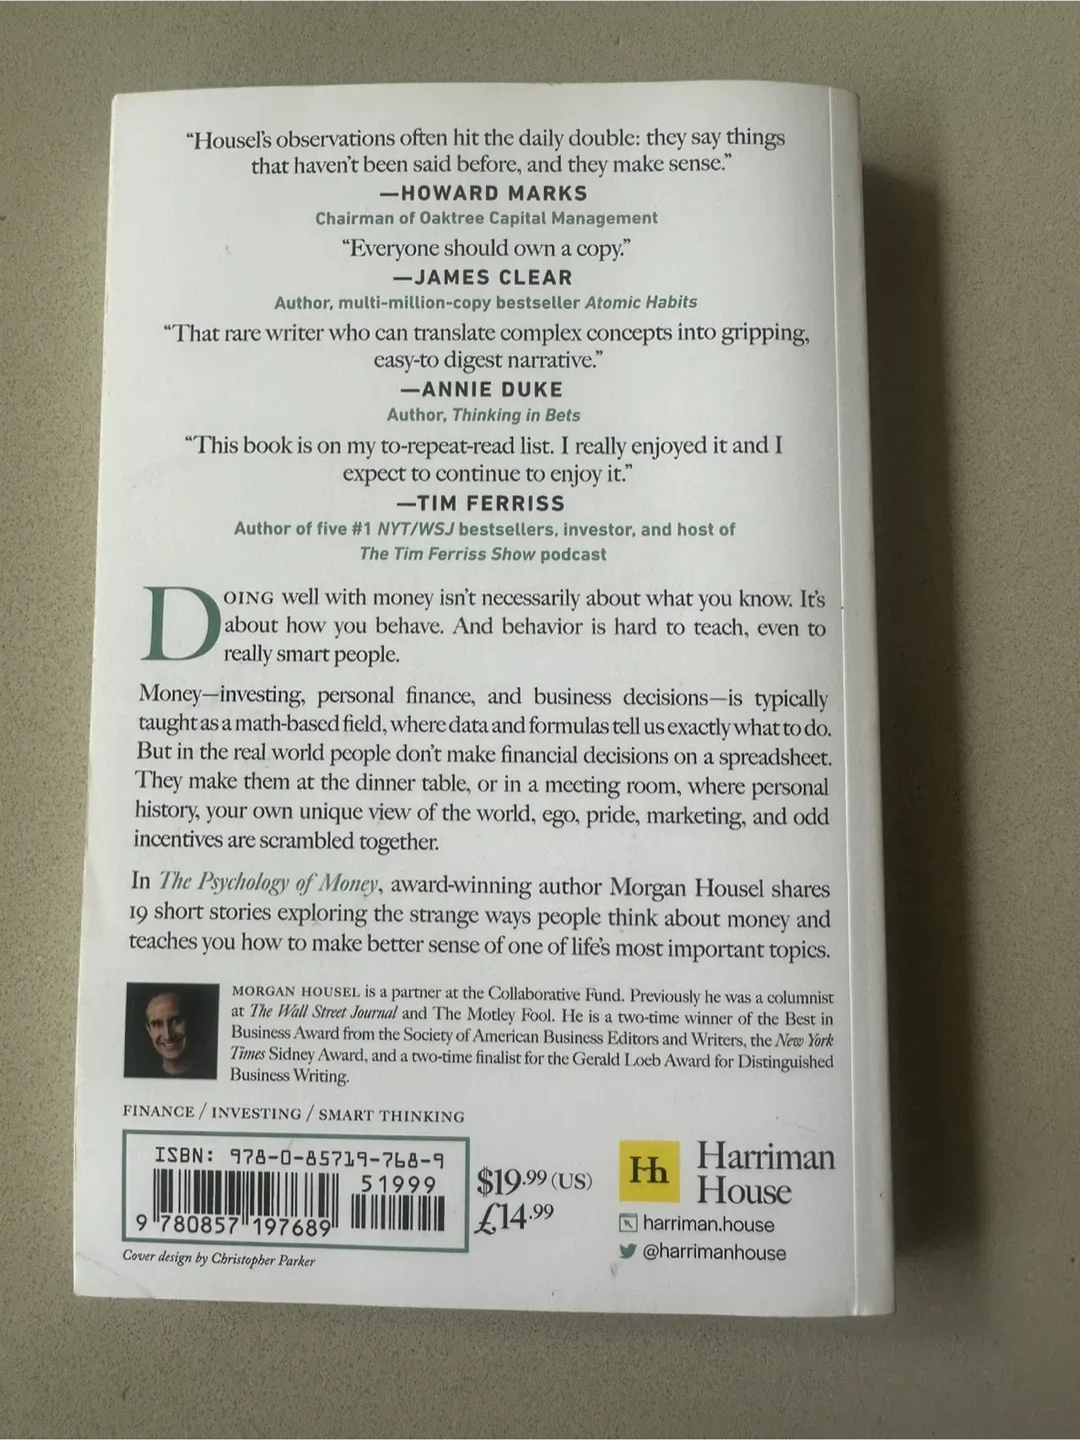 “Housel’s observations often hit the daily double: they say things
that haven’t been said before, and they make sense.”
—HOWARD MARKS
Chairman of Oaktree Capital Management
“Everyone should own a copy.”
—JAMES CLEAR
Author, multi-million-copy bestseller Atomic Habits
“That rare writer who can translate complex concepts into gripping,
easy-to digest narrative.”
—ANNIE DUKE
Author, Thinking in Bets
“This book is on my to-repeat-read list. I really enjoyed it and I
expect to continue to enjoy it.”
—TIM FERRISS
Author of five #1 NYT/WSJ bestsellers, investor, and host of
The Tim Ferriss Show podcast
DOING well with money isn’t necessarily about what you know. It’s
about how you behave. And behavior is hard to teach, even to
really smart people.
Money—investing, personal finance, and business decisions—is typically
taught as a math-based field, where data and formulas tell us exactly what to do.
But in the real world people don’t make financial decisions on a spreadsheet.
They make them at the dinner table, or in a meeting room, where personal
history, your own unique view of the world, ego, pride, marketing, and odd
incentives are scrambled together.
In The Psychology of Money, award-winning author Morgan Housel shares
19 short stories exploring the strange ways people think about money and
teaches you how to make better sense of one of life’s most important topics.
MORGAN HOUSEL is a partner at the Collaborative Fund. Previously he was a columnist
at The Wall Street Journal and The Motley Fool. He is a two-time winner of the Best in
Business Award from the Society of American Business Editors and Writers, the New York
Times Sidney Award, and a two-time finalist for the Gerald Loeb Award for Distinguished
Business Writing.
FINANCE / INVESTING / SMART THINKING
ISBN: 978-0-85719-768-9
51999
9 780857 197689
$19.99 (US)
£14.99
Hh
Harriman
House
harriman.house
@harrimanhouse
Cover design by Christopher Parker